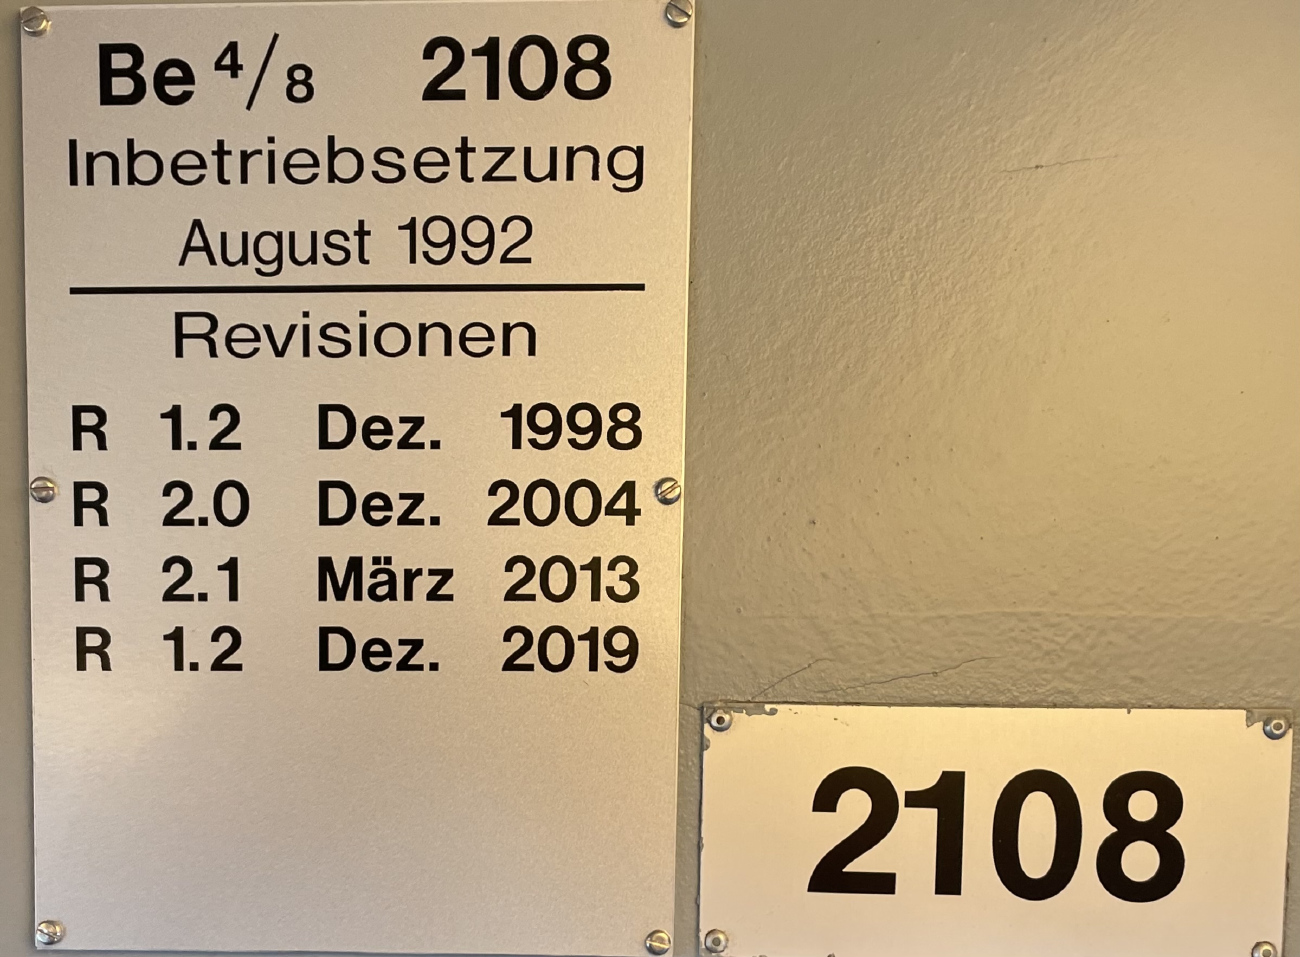 Be 4/8 2108
Inbetriebsetzung
August 1992
Revisionen
R 1.2 Dez. 1998
R 2.0 Dez. 2004
R 2.1 März 2013
R 1.2 Dez. 2019
2108